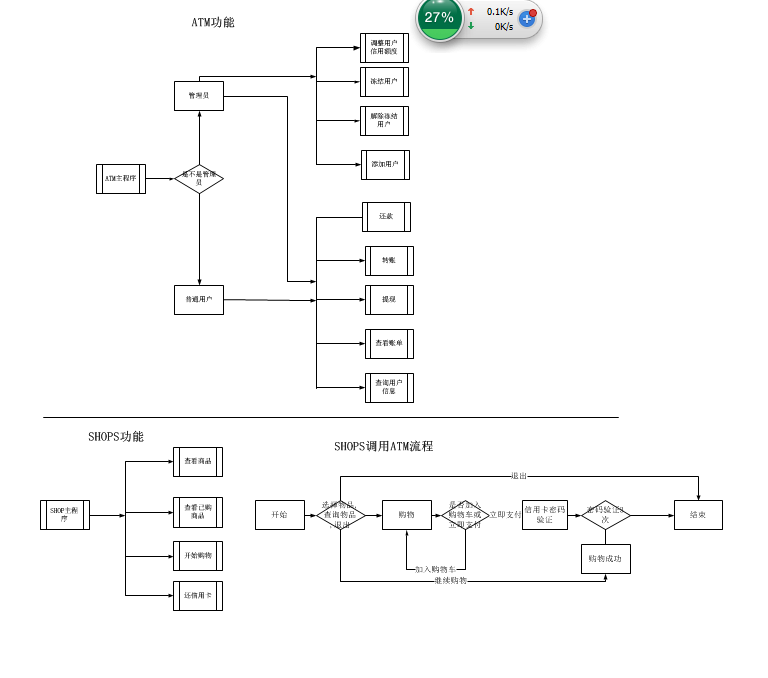 ATM功能
27%
0.1K/s
0K/s
调整用户
信用额度
冻结用户
管理员
解除冻结
用户
添加用户
ATM主程序
是不是管理
员
还款
转账
普通用户
提现
查看账单
查询用户
信息
SHOPS功能
SHOPS调用ATM流程
查看商品
SHOP主程
序
查看已购
商品
开始购物
还信用卡
退出
开始
选择物品,
查询物品
,退出
购物
是否加入
购物车或
立即支付
立即支付
信用卡密码
验证
密码验证3
次
结束
购物成功
加入购物车
继续购物